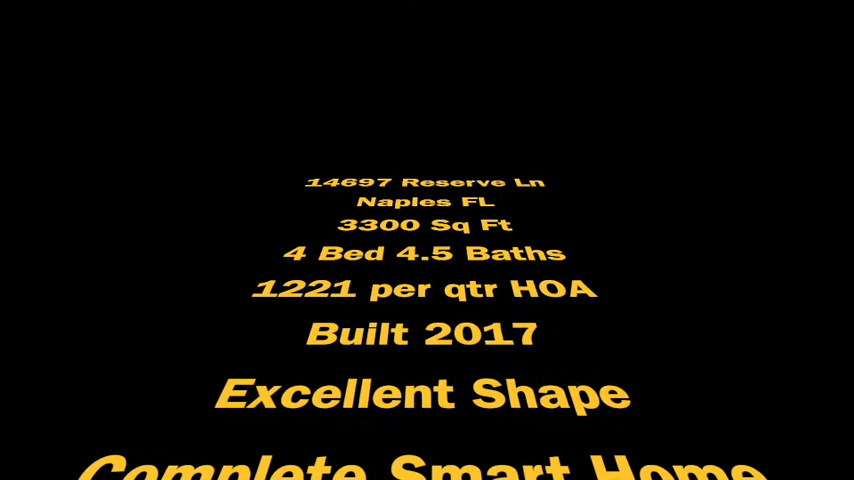 14697 Reserve Ln
Naples FL
3300 Sq Ft
4 Bed 4.5 Baths
1221 per qtr HOA
Built 2017
Excellent Shape
Complete Smart Home